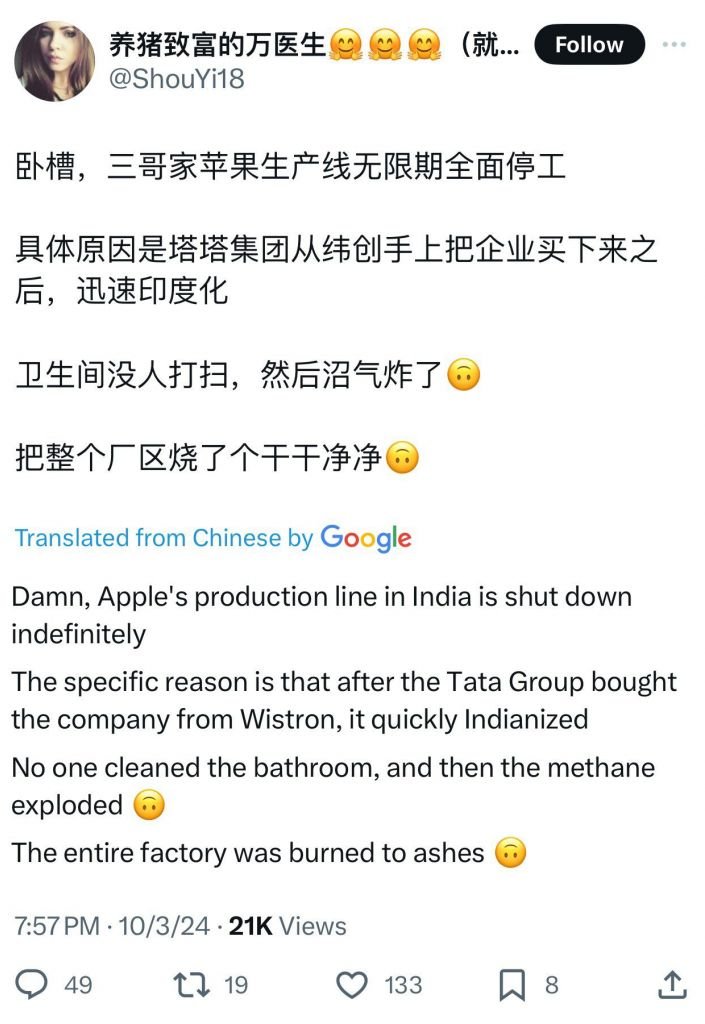 养猪致富的万医生🤗🤗🤗（就...
Follow
@ShouYi18
卧槽，三哥家苹果生产线无限期全面停工
具体原因是塔塔集团从纬创手上把企业买下来之
后，迅速印度化
卫生间没人打扫，然后沼气炸了🙃
把整个厂区烧了个干干净净🙃
Translated from Chinese by Google
Damn, Apple's production line in India is shut down
indefinitely
The specific reason is that after the Tata Group bought
the company from Wistron, it quickly Indianized
No one cleaned the bathroom, and then the methane
exploded 🙃
The entire factory was burned to ashes 🙃
7:57 PM · 10/3/24 · 21K Views
49 19 133 8